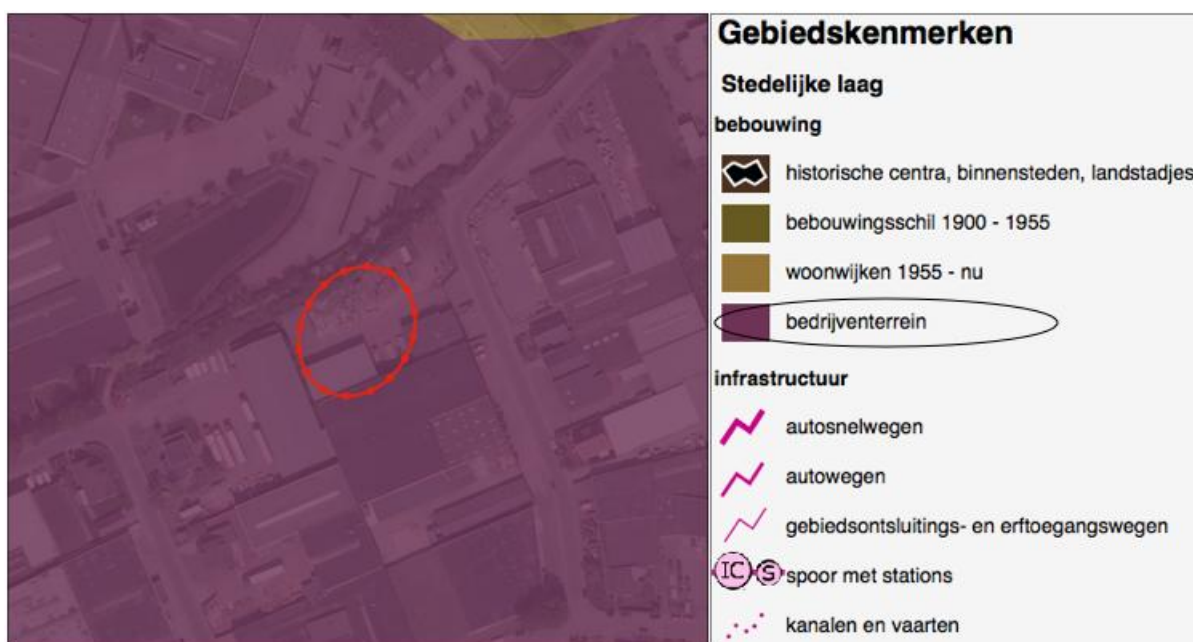 Gebiedskenmerken
Stedelijke laag
bebouwing
historische centra, binnensteden, landstadjes
bebouwingsschil 1900 - 1955
woonwijken 1955 - nu
bedrijventerrein
infrastructuur
autosnelwegen
autowegen
gebiedsontsluitings- en erftoegangswegen
IC S spoor met stations
kanalen en vaarten